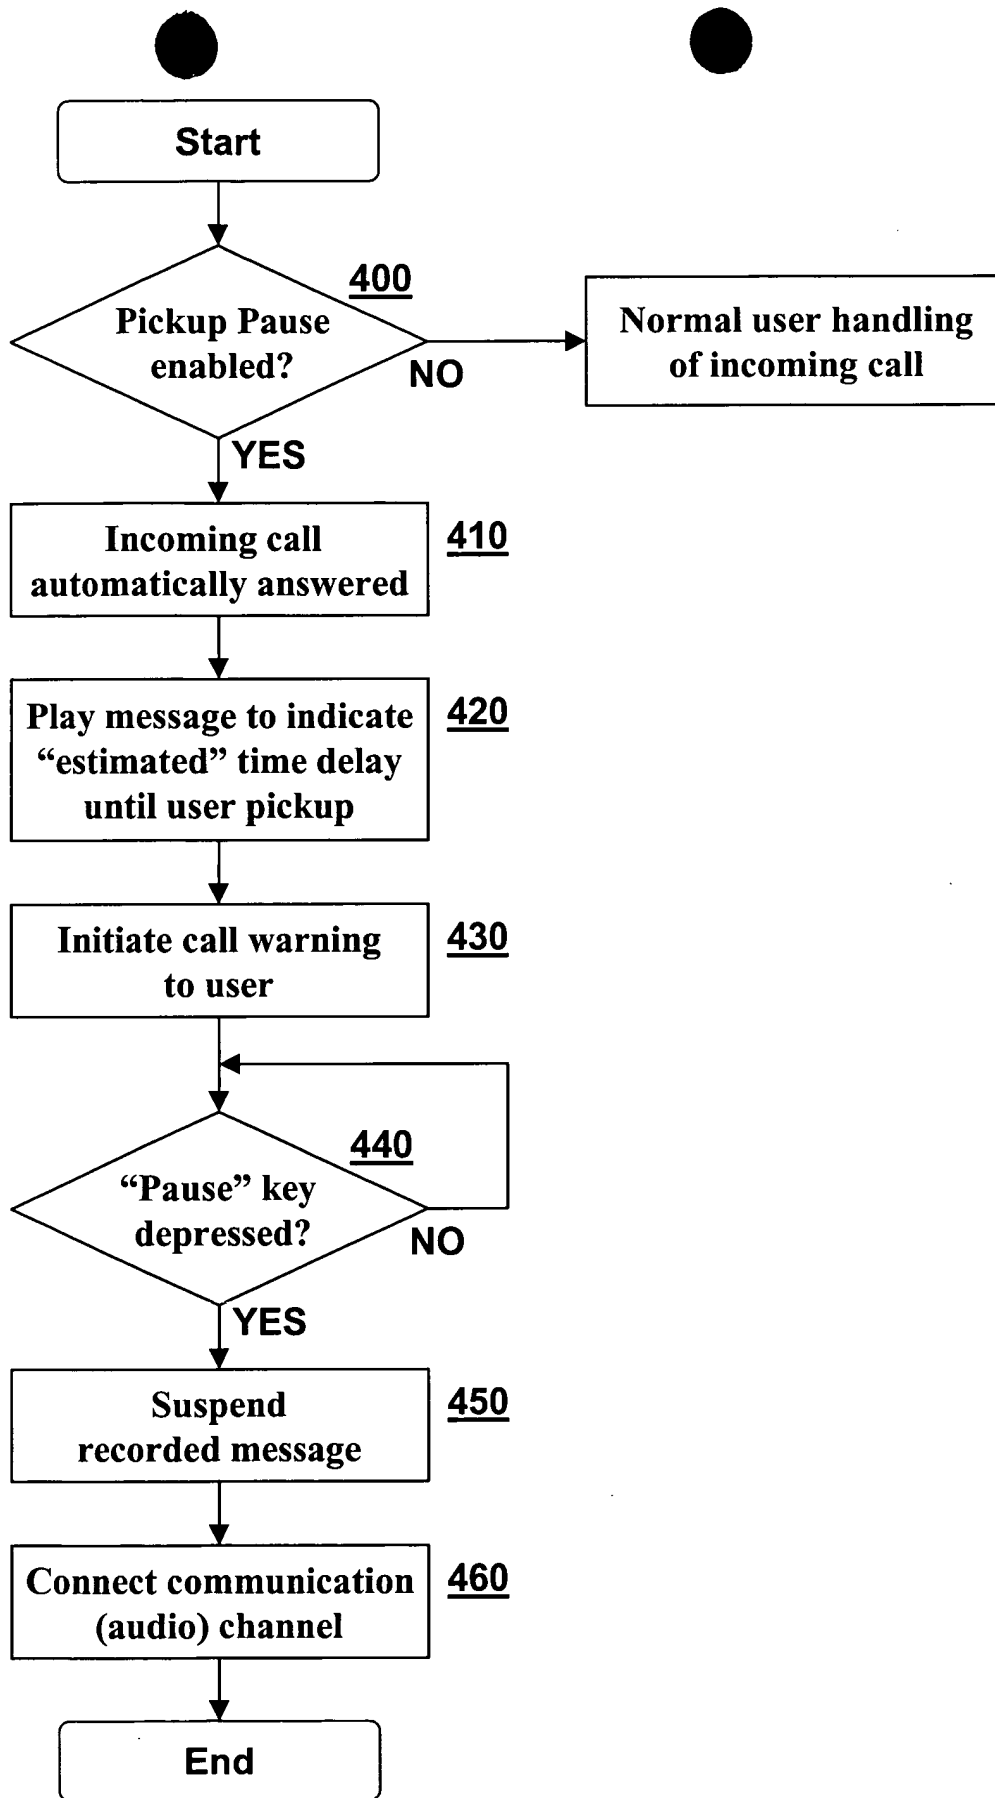 Start
400
Pickup Pause
enabled?
NO
Normal user handling
of incoming call
YES
Incoming call
automatically answered
410
Play message to indicate
“estimated” time delay
until user pickup
420
Initiate call warning
to user
430
440
“Pause” key
depressed?
NO
YES
Suspend
recorded message
450
Connect communication
(audio) channel
460
End